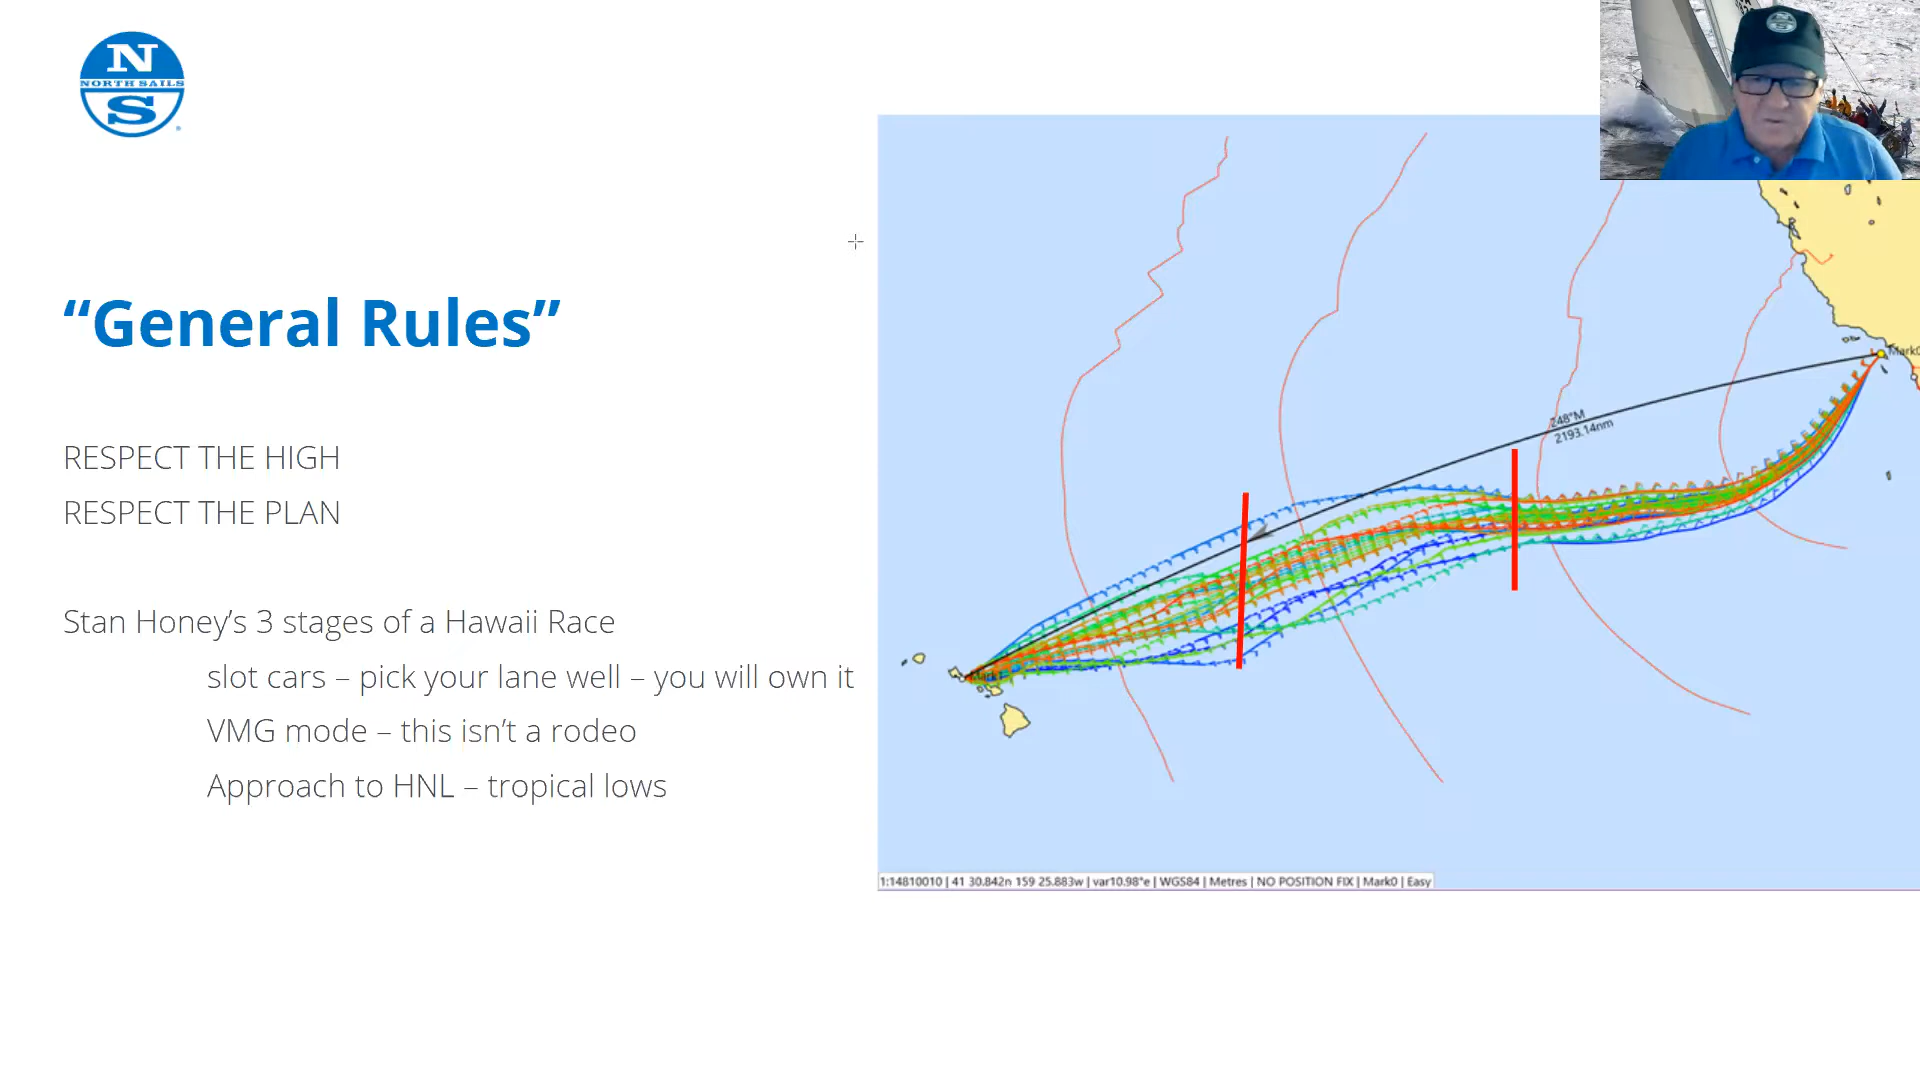 N
NORTH SAILS
S
“General Rules”
RESPECT THE HIGH
RESPECT THE PLAN
Stan Honey’s 3 stages of a Hawaii Race
slot cars – pick your lane well – you will own it
VMG mode – this isn’t a rodeo
Approach to HNL – tropical lows
248°M
2193.14nm
Mark0
1:14810010 | 41 30.842n 159 25.883w | var10.98°e | WGS84 | Metres | NO POSITION FIX | Mark0 | Easy